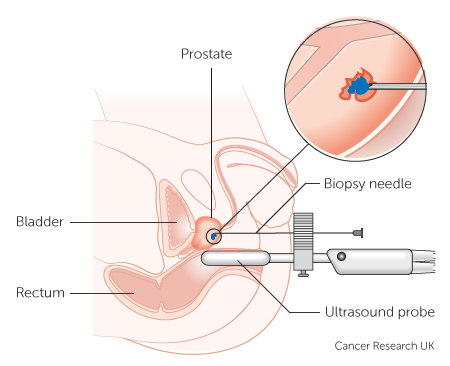 Prostate
Biopsy needle
Bladder
Rectum
Ultrasound probe
Cancer Research UK